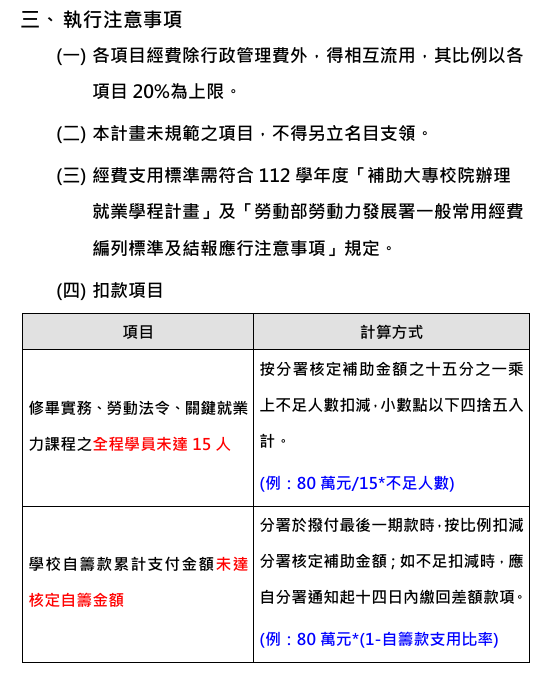 三、執行注意事項
(一) 各項目經費除行政管理費外，得相互流用，其比例以各
項目 20%為上限。
(二) 本計畫未規範之項目，不得另立名目支領。
(三) 經費支用標準需符合 112 學年度「補助大專校院辦理
就業學程計畫」及「勞動部勞動力發展署一般常用經費
編列標準及結報應行注意事項」規定。
(四) 扣款項目
項目
計算方式
修畢實務、勞動法令、關鍵就業
力課程之全程學員未達 15 人
按分署核定補助金額之十五分之一乘
上不足人數扣減，小數點以下四捨五入
計。
(例：80 萬元/15*不足人數)
學校自籌款累計支付金額未達
核定自籌金額
分署於撥付最後一期款時，按比例扣減
分署核定補助金額；如不足扣減時，應
自分署通知起十四日內繳回差額款項。
(例：80 萬元*(1-自籌款支用比率)